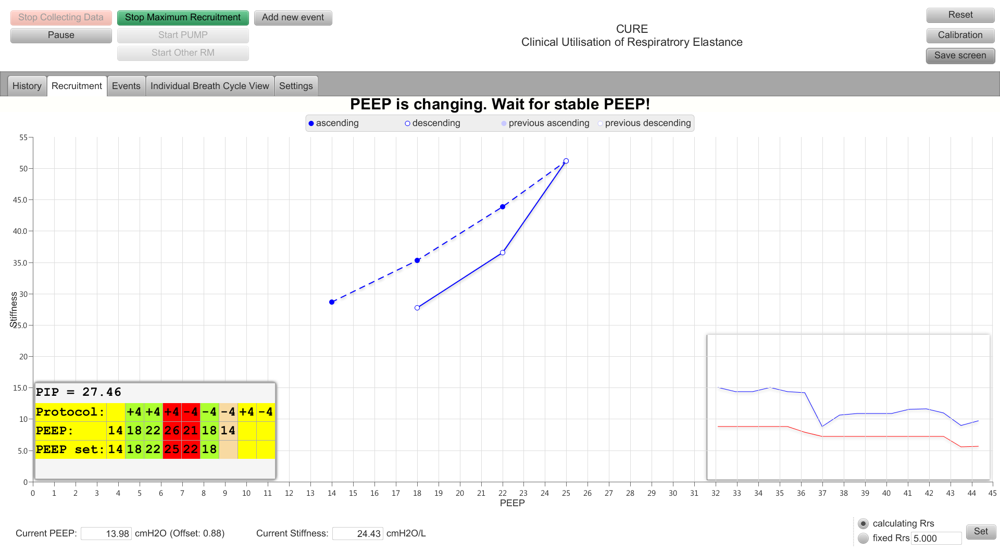 Stop Collecting Data
Stop Maximum Recruitment
Add new event
Pause
Start PUMP
Start Other RM
CURE
Clinical Utilisation of Respiratrory Elastance
Reset
Calibration
Save screen
History Recruitment Events Individual Breath Cycle View Settings
PEEP is changing. Wait for stable PEEP!
ascending descending previous ascending previous descending
55
50
45.0
40.0
35.0
30
25.0
20
15.0
10
5.0
0
Stiffness
PIP = 27.46
Protocol: +4 +4 +4 -4 -4 -4 +4 -4
PEEP: 14 18 22 26 21 18 14
PEEP set: 14 18 22 25 22 18
0 1 2 3 4 5 6 7 8 9 10 11 12 13 14 15 16 17 18 19 20 21 22 23 24 25 26 27 28 29 30 31 32 33 34 35 36 37 38 39 40 41 42 43 44 45
PEEP
Current PEEP: 13.98 cmH2O (Offset: 0.88)
Current Stiffness: 24.43 cmH2O/L
calculating Rrs
fixed Rrs 5.000
Set